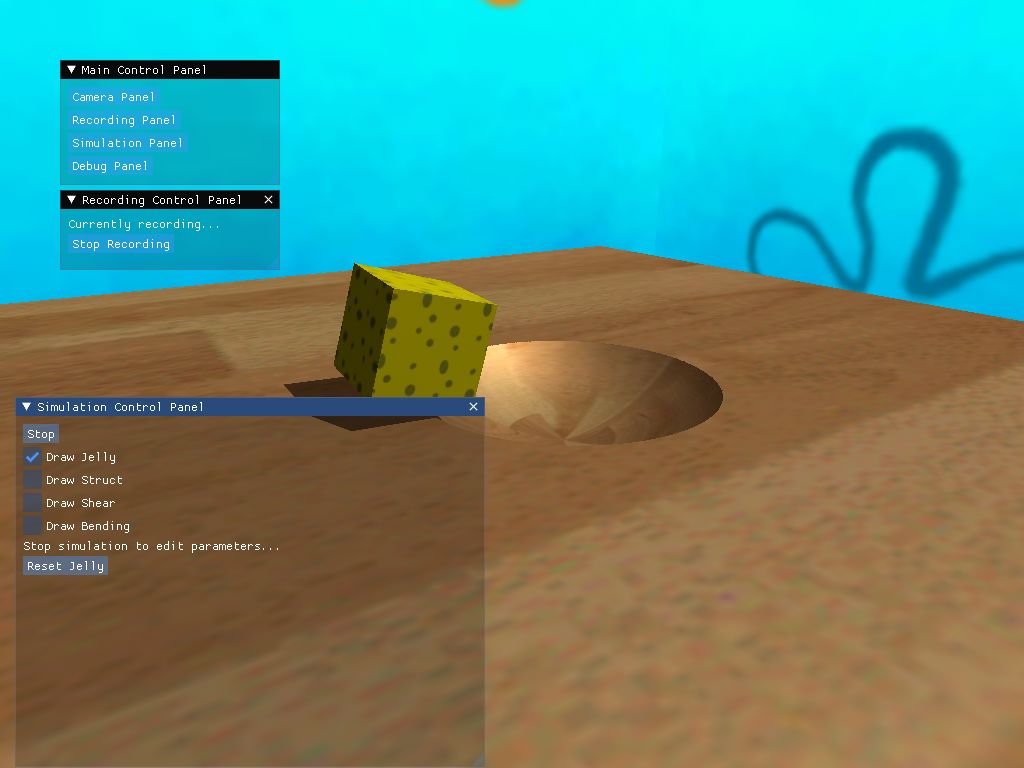 Main Control Panel
Camera Panel
Recording Panel
Simulation Panel
Debug Panel
Recording Control Panel
Currently recording...
Stop Recording
Simulation Control Panel
Stop
Draw Jelly
Draw Struct
Draw Shear
Draw Bending
Stop simulation to edit parameters...
Reset Jelly